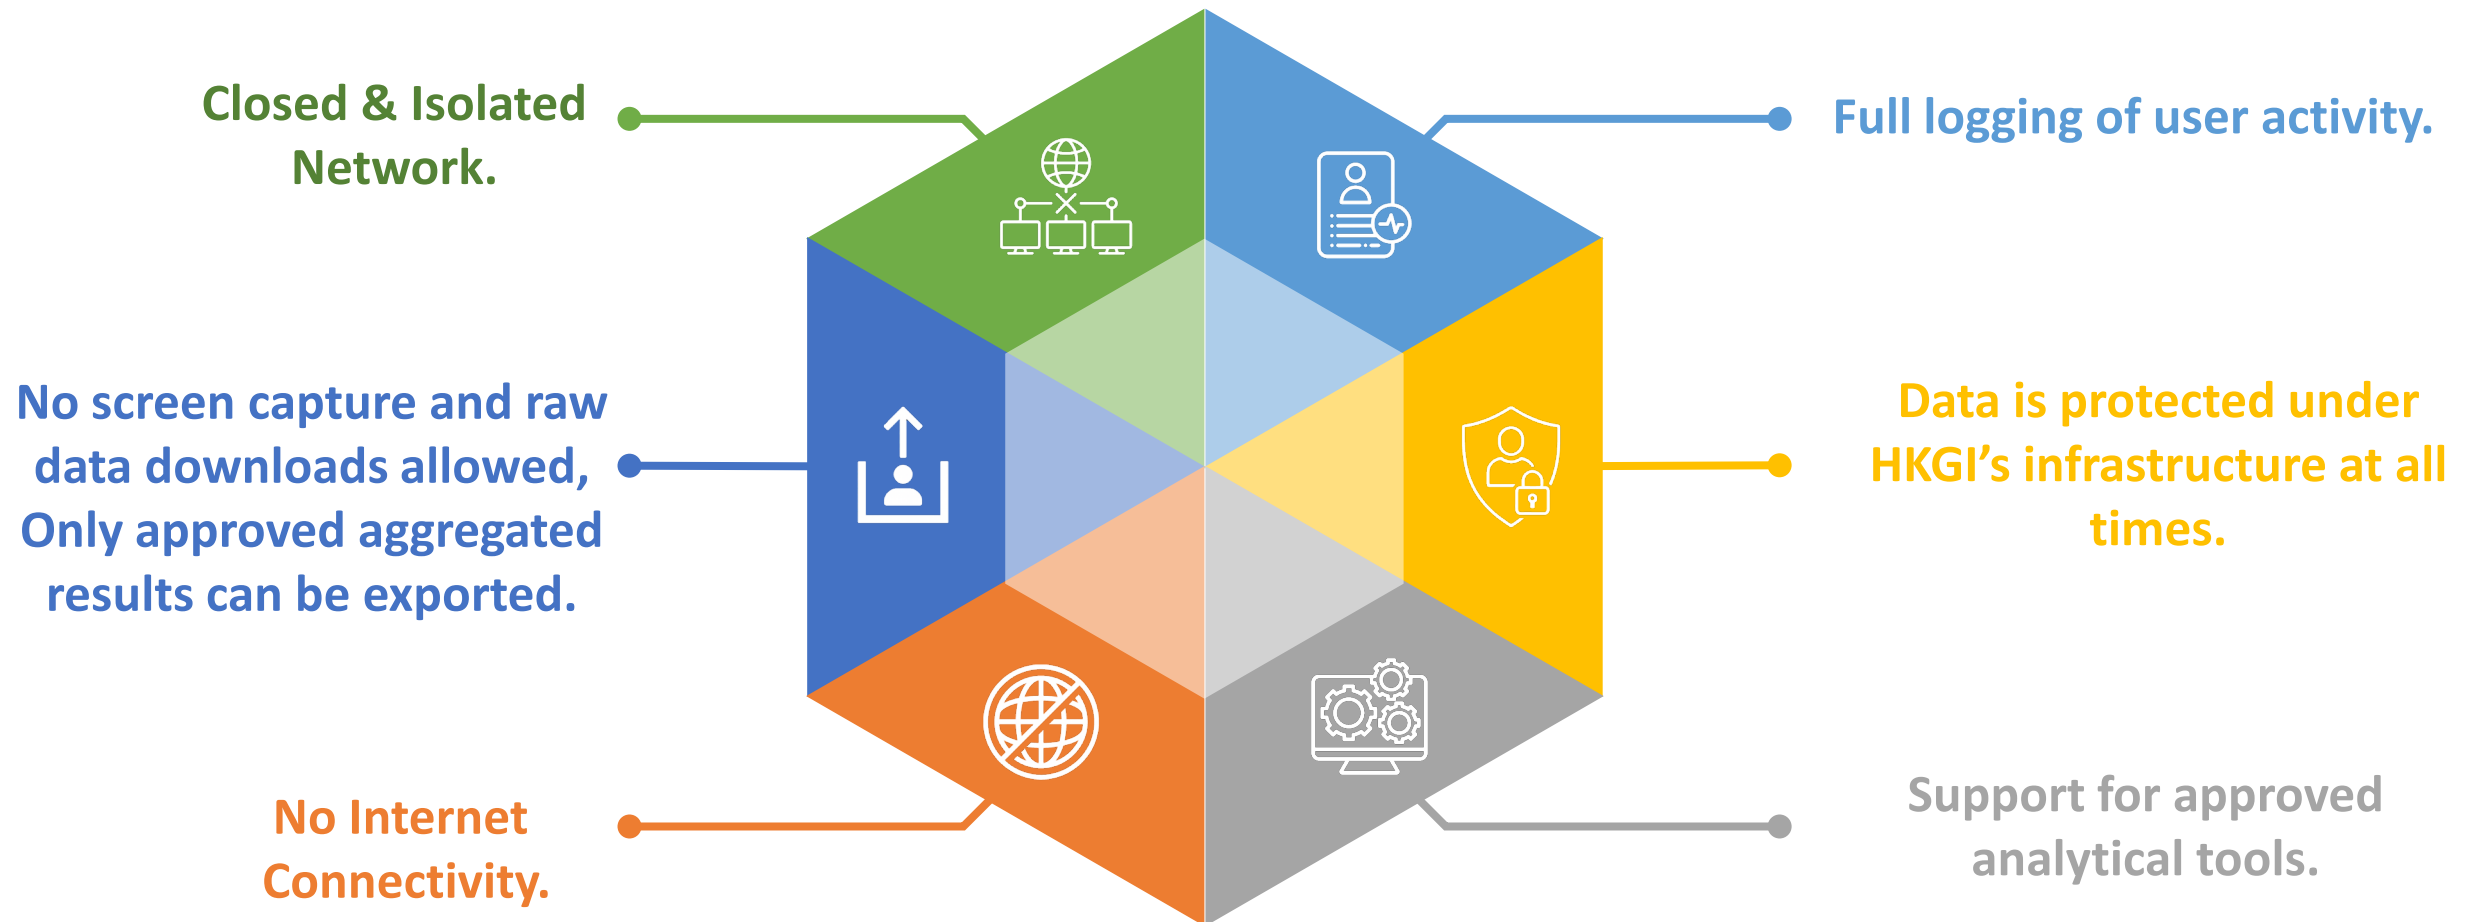 Closed & Isolated
Network.
Full logging of user activity.
No screen capture and raw
data downloads allowed,
Only approved aggregated
results can be exported.
Data is protected under
HKGI’s infrastructure at all
times.
No Internet
Connectivity.
Support for approved
analytical tools.